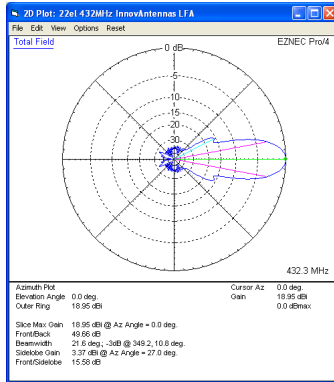 2D Plot: 22el 432MHz InnovAntennas LFA
File Edit View Options Reset
Total Field
EZNEC Pro/4
0 dB
-5
-10
-15
-20
-30
432.3 MHz
Azimuth Plot
Elevation Angle 0.0 deg.
Outer Ring 18.95 dBi
Cursor Az 0.0 deg.
Gain 18.95 dBi
0.0 dBmax
Slice Max Gain 18.95 dBi @ Az Angle = 0.0 deg.
Front/Back 49.66 dB
Beamwidth 21.6 deg.; -3dB @ 349.2, 10.8 deg.
Sidelobe Gain 3.37 dBi @ Az Angle = 27.0 deg.
Front/Sidelobe 15.58 dB